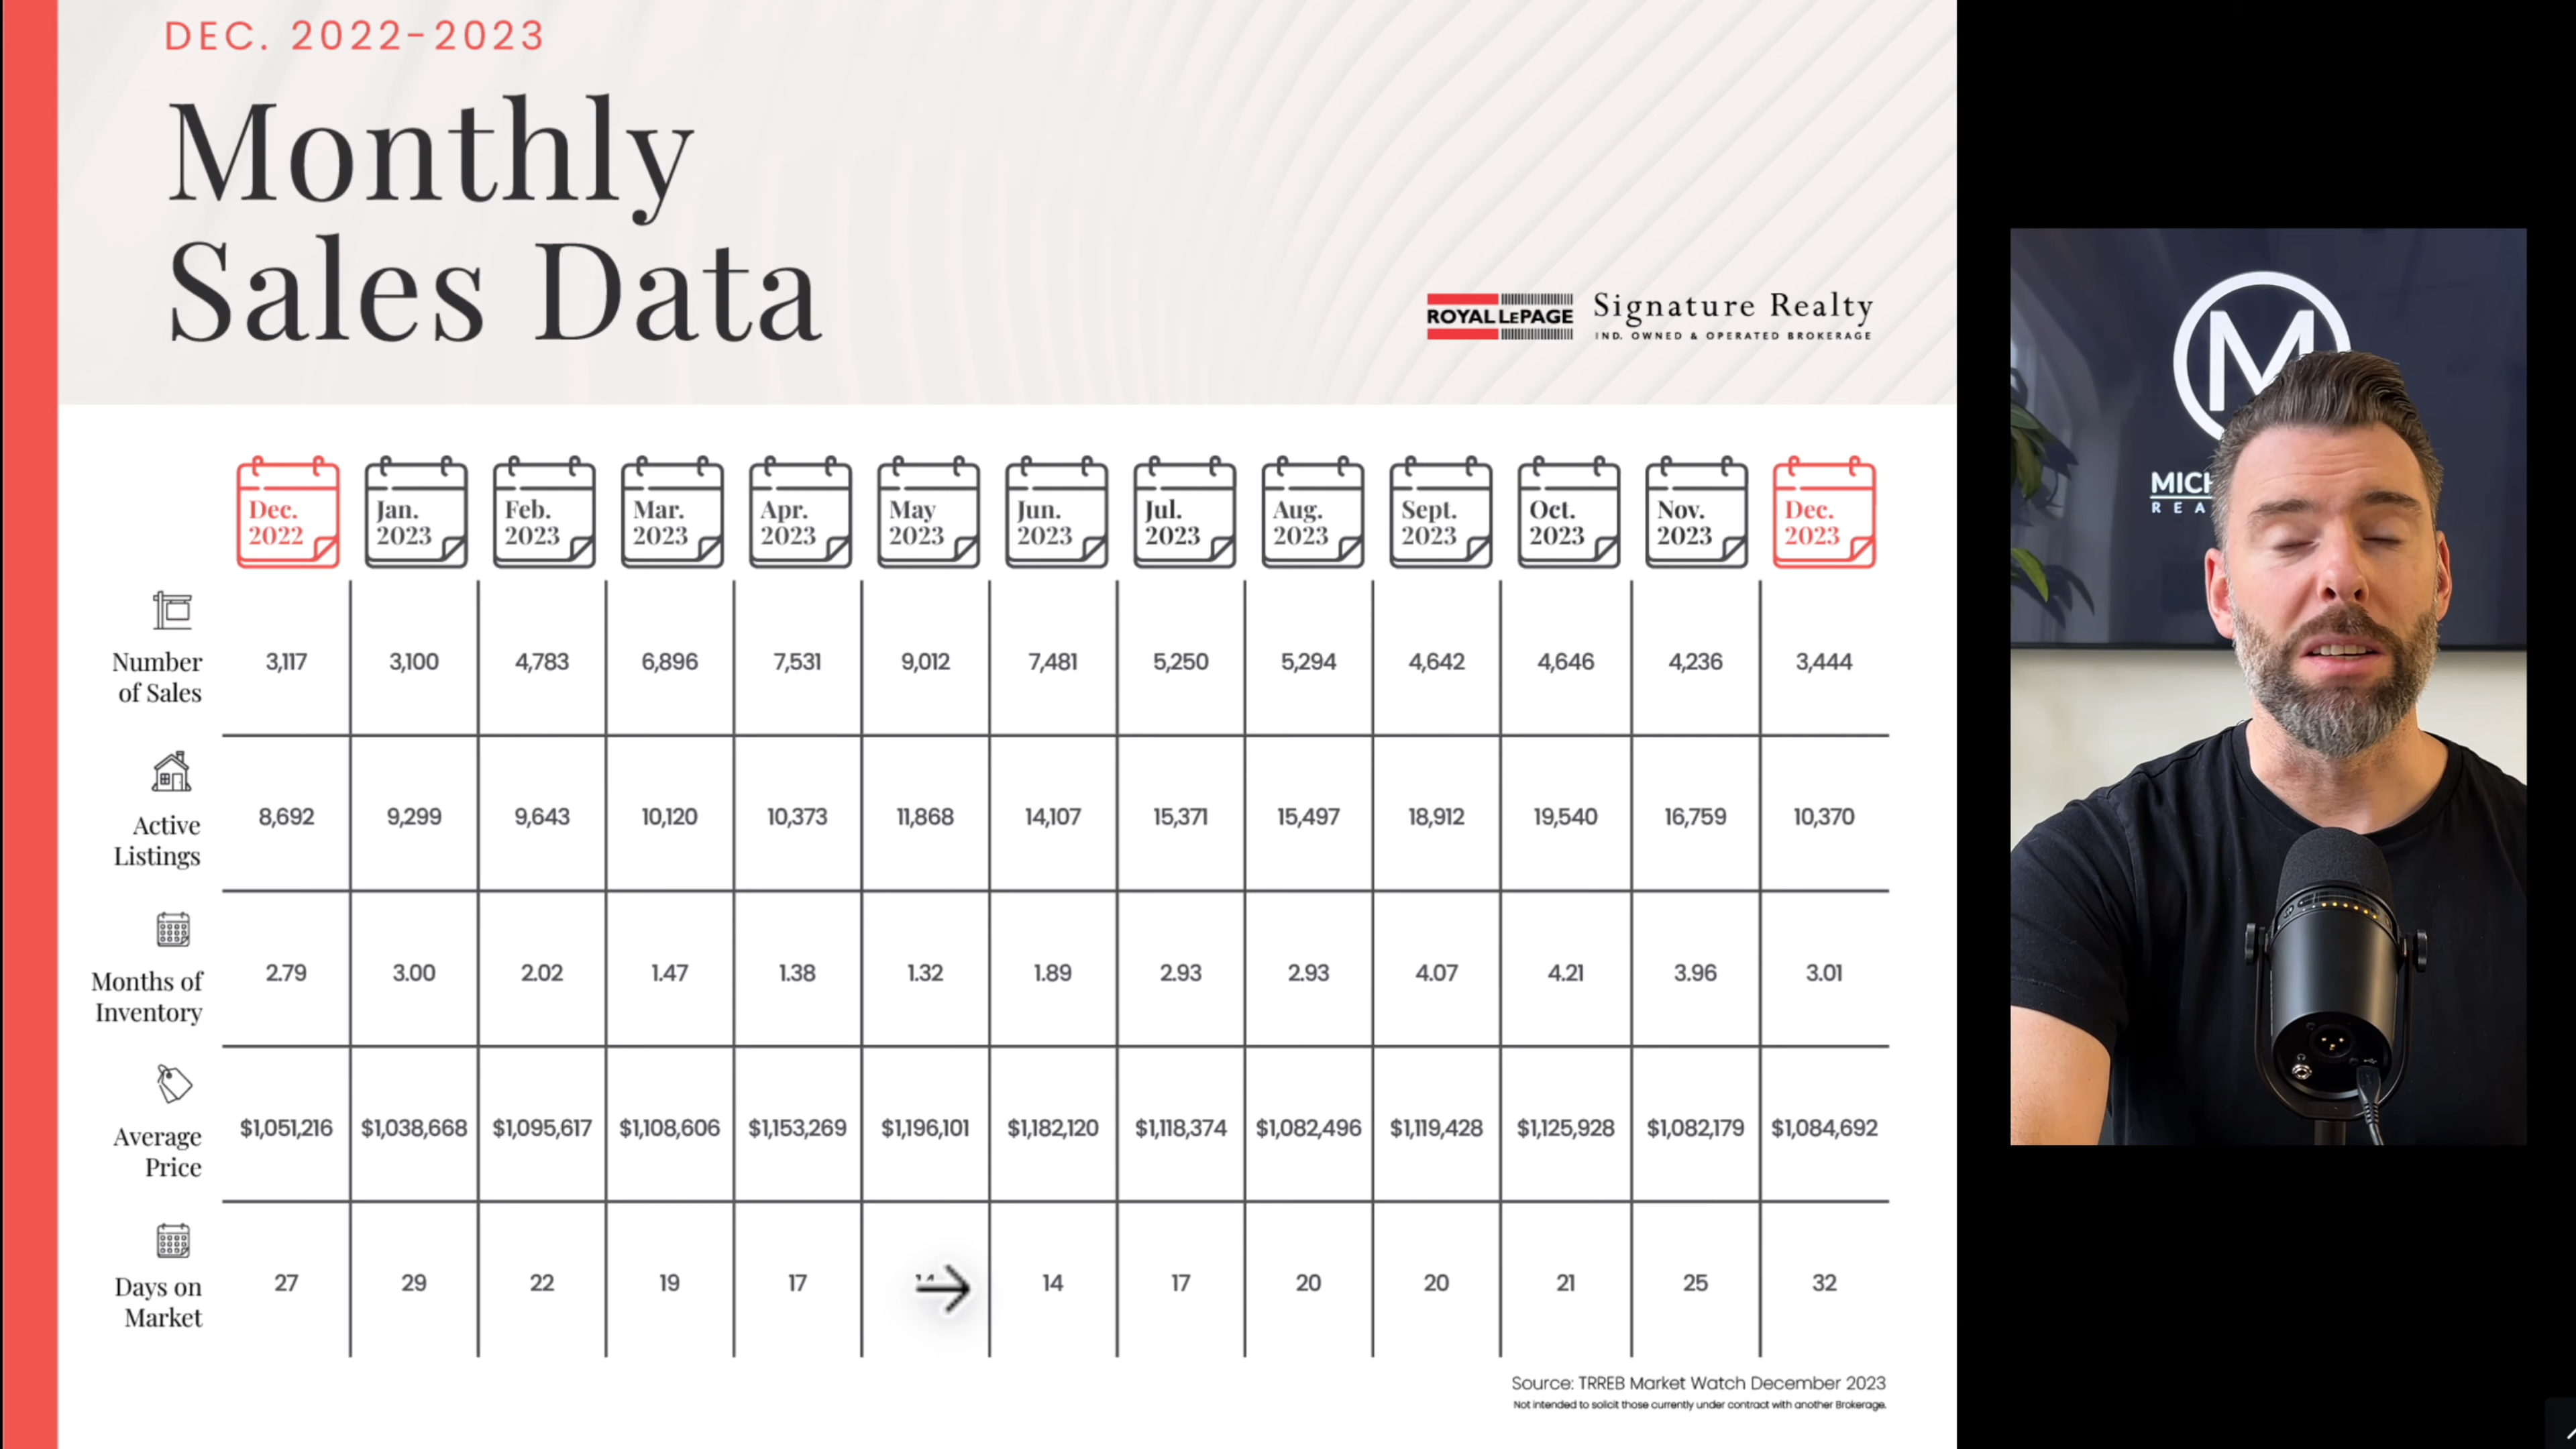 DEC. 2022-2023
Monthly
Sales Data
ROYAL LEPAGE
Signature Realty
IND. OWNED & OPERATED BROKERAGE
Dec. 2022 Jan. 2023 Feb. 2023 Mar. 2023 Apr. 2023 May 2023 Jun. 2023 Jul. 2023 Aug. 2023 Sept. 2023 Oct. 2023 Nov. 2023 Dec. 2023
Number of Sales 3,117 3,100 4,783 6,896 7,531 9,012 7,481 5,250 5,294 4,642 4,646 4,236 3,444
Active Listings 8,692 9,299 9,643 10,120 10,373 11,868 14,107 15,371 15,497 18,912 19,540 16,759 10,370
Months of Inventory 2.79 3.00 2.02 1.47 1.38 1.32 1.89 2.93 2.93 4.07 4.21 3.96 3.01
Average Price $1,051,216 $1,038,668 $1,095,617 $1,108,606 $1,153,269 $1,196,101 $1,182,120 $1,118,374 $1,082,496 $1,119,428 $1,125,928 $1,082,179 $1,084,692
Days on Market 27 29 22 19 17 14 17 20 20 21 25 32
Source: TRREB Market Watch December 2023
Not intended to solicit those currently under contract with another Brokerage.
M
MICH
REA